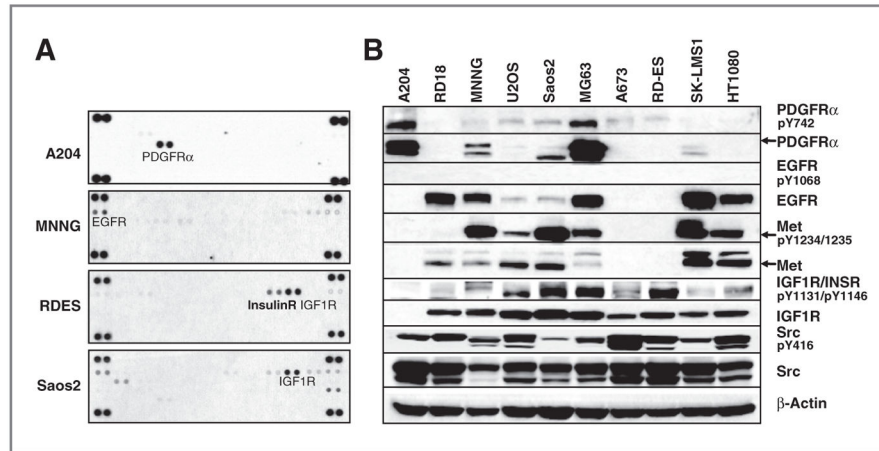 A
B
A204
RD18
MNNG
U2OS
Saos2
MG63
A673
RD-ES
SK-LMS1
HT1080
A204
PDGFRα
MNNG
EGFR
RDES
InsulinR IGF1R
Saos2
IGF1R
PDGFRα
pY742
PDGFRα
EGFR
pY1068
EGFR
Met
pY1234/1235
Met
IGF1R/INSR
pY1131/pY1146
IGF1R
Src
pY416
Src
β-Actin